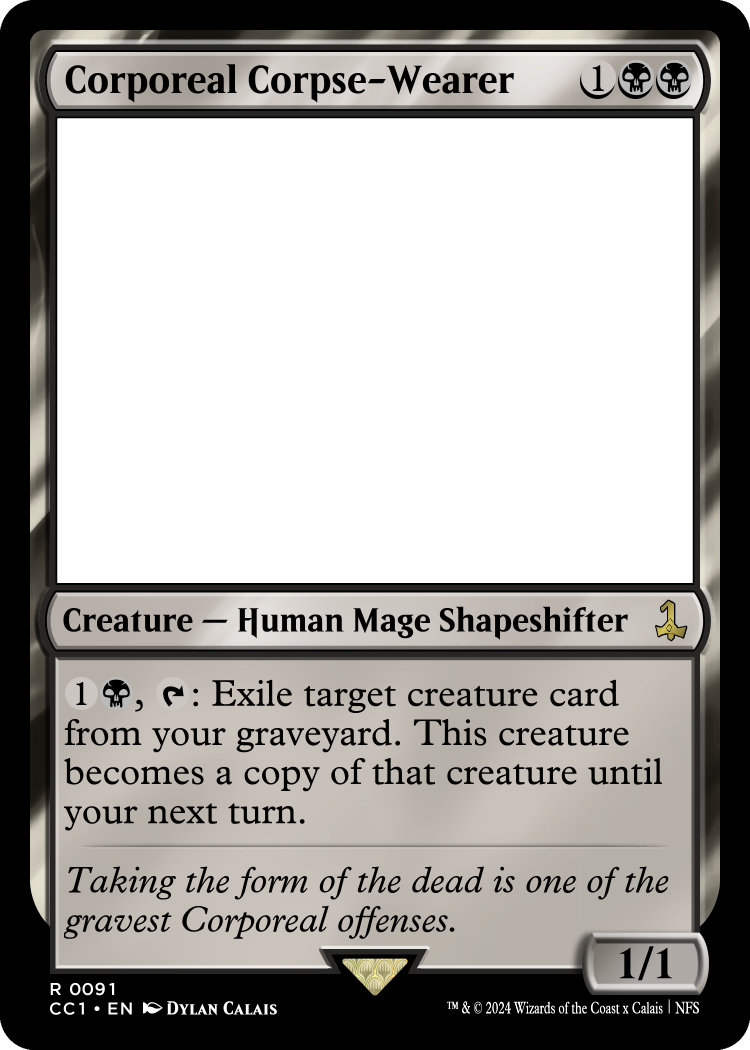 Corporeal Corpse-Wearer 1
Creature — Human Mage Shapeshifter
1, : Exile target creature card
from your graveyard. This creature
becomes a copy of that creature until
your next turn.
Taking the form of the dead is one of the
gravest Corporeal offenses.
1/1
R 0091
CC1 • EN Dylan Calais
™ & © 2024 Wizards of the Coast x Calais | NFS